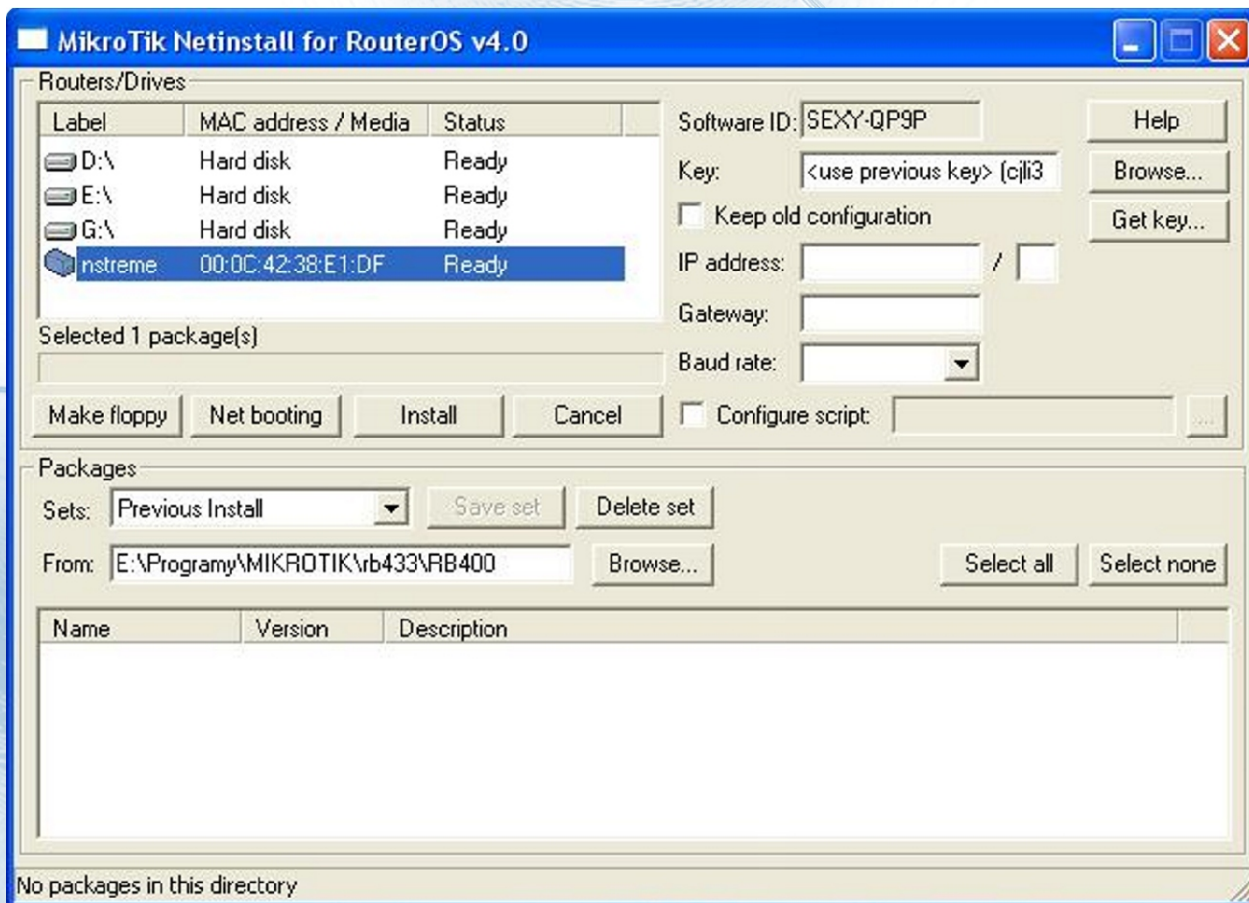 MikroTik Netinstall for RouterOS v4.0
Routers/Drives
Label MAC address / Media Status
D:\ Hard disk Ready
E:\ Hard disk Ready
G:\ Hard disk Ready
nstreme 00:0C:42:38:E1:DF Ready
Selected 1 package(s)
Make floppy Net booting Install Cancel
Software ID: SEXY-QP9P Help
Key: <use previous key> (cjli3 Browse...
Keep old configuration Get key...
IP address: /
Gateway:
Baud rate:
Configure script: ...
Packages
Sets: Previous Install Save set Delete set
From: E:\Programy\MIKROTIK\rb433\RB400 Browse... Select all Select none
Name Version Description
No packages in this directory